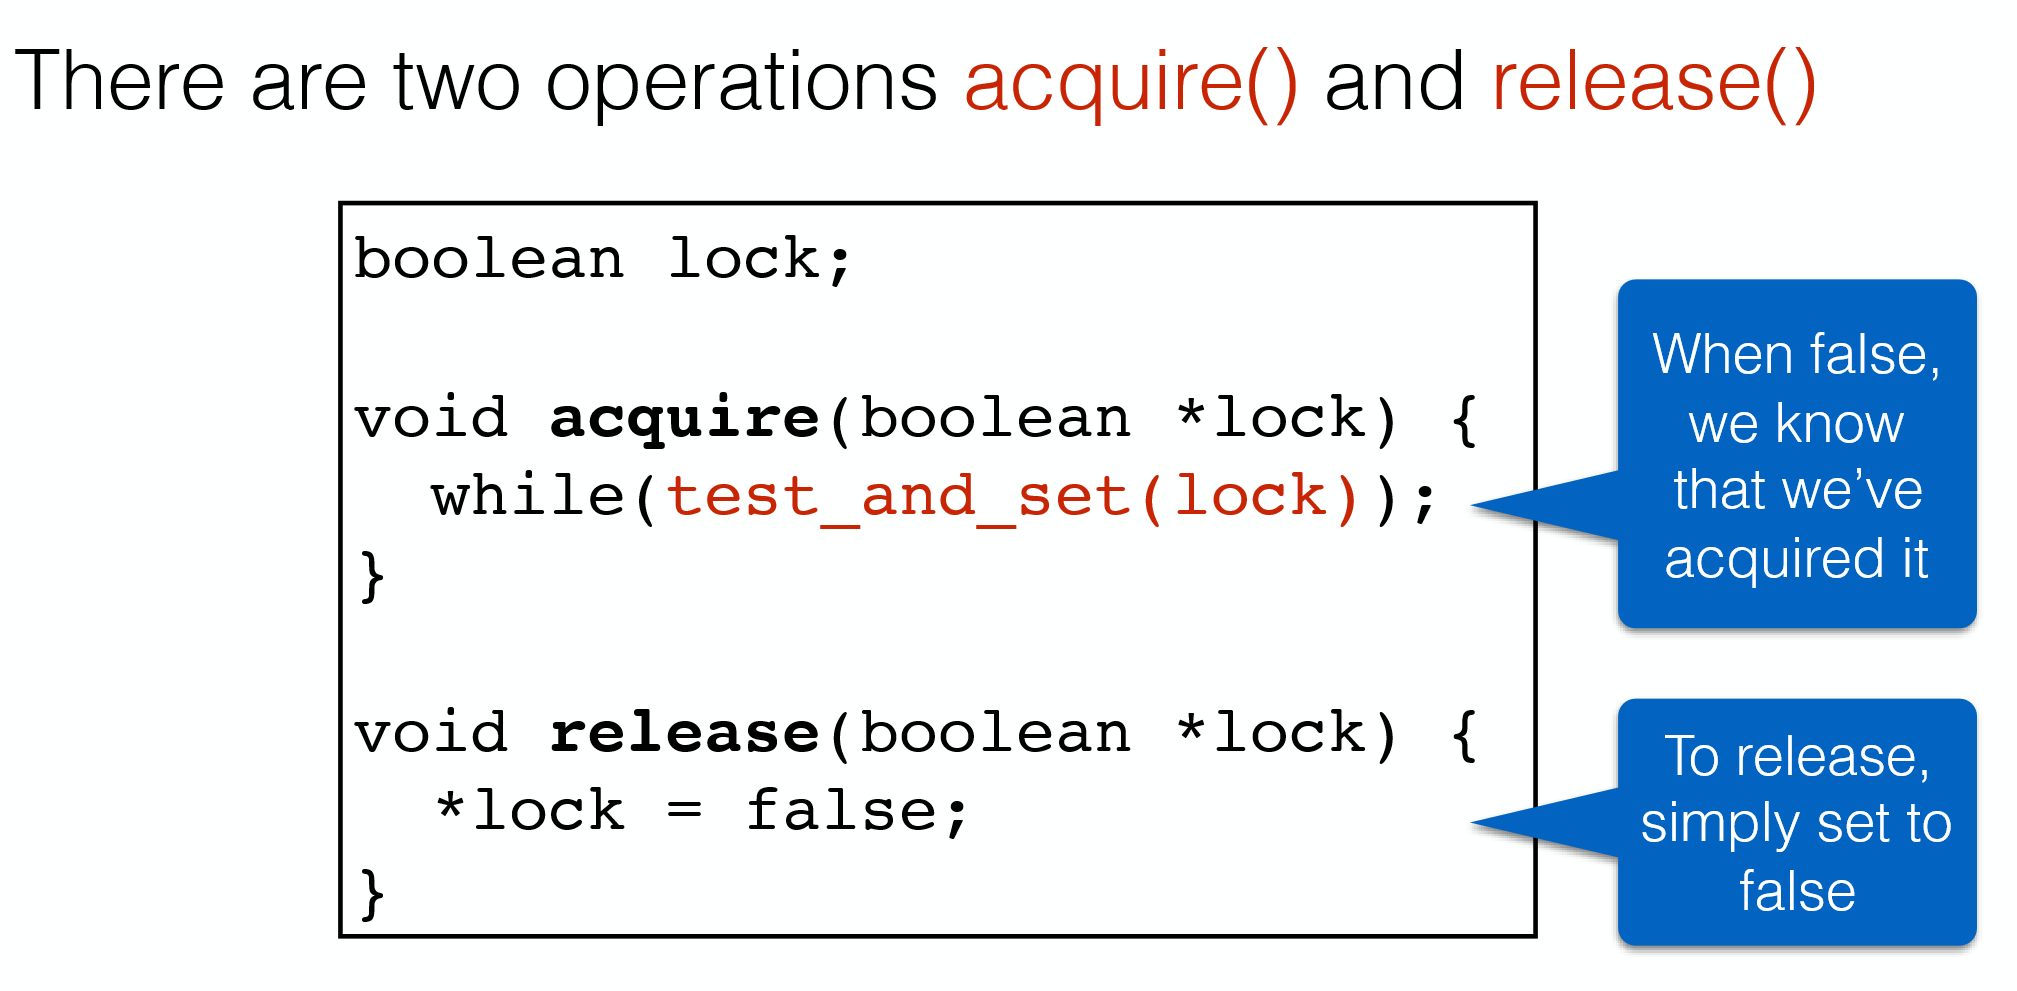 There are two operations acquire() and release()
boolean lock;
void acquire(boolean *lock) {
while(test_and_set(lock));
}
void release(boolean *lock) {
*lock = false;
}
When false,
we know
that we’ve
acquired it
To release,
simply set to
false